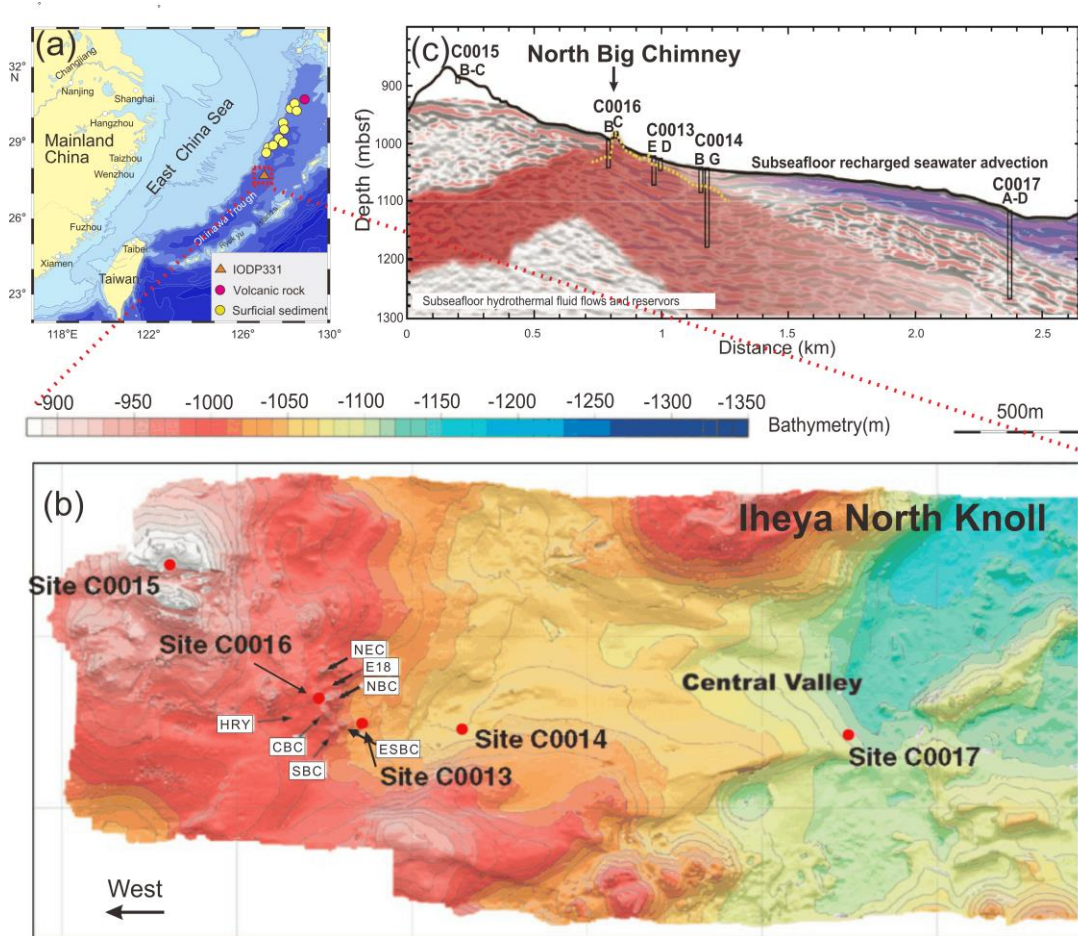 (a)
32°
N
29°
26°
23°
118°E
122°
126°
130°
Changjiang
Nanjing
Shanghai
Hangzhou
Mainland
China
Taizhou
Wenzhou
Fuzhou
Xiamen
Taibei
Taiwan
East China Sea
Okinawa Trough
IODP331
Volcanic rock
Surficial sediment
(c)
North Big Chimney
C0015
B-C
C0016
B C
C0013
E D
C0014
B G
Subseafloor recharged seawater advection
C0017
A-D
Subseafloor hydrothermal fluid flows and reservors
Depth (mbsf)
900
1000
1100
1200
1300
0
0.5
1
1.5
2.0
2.5
Distance (km)
-900 -950 -1000 -1050 -1100 -1150 -1200 -1250 -1300 -1350
Bathymetry(m)
500m
(b)
Iheya North Knoll
Site C0015
Site C0016
NEC
E18
NBC
HRY
CBC
SBC
ESBC
Site C0013
Site C0014
Central Valley
Site C0017
West